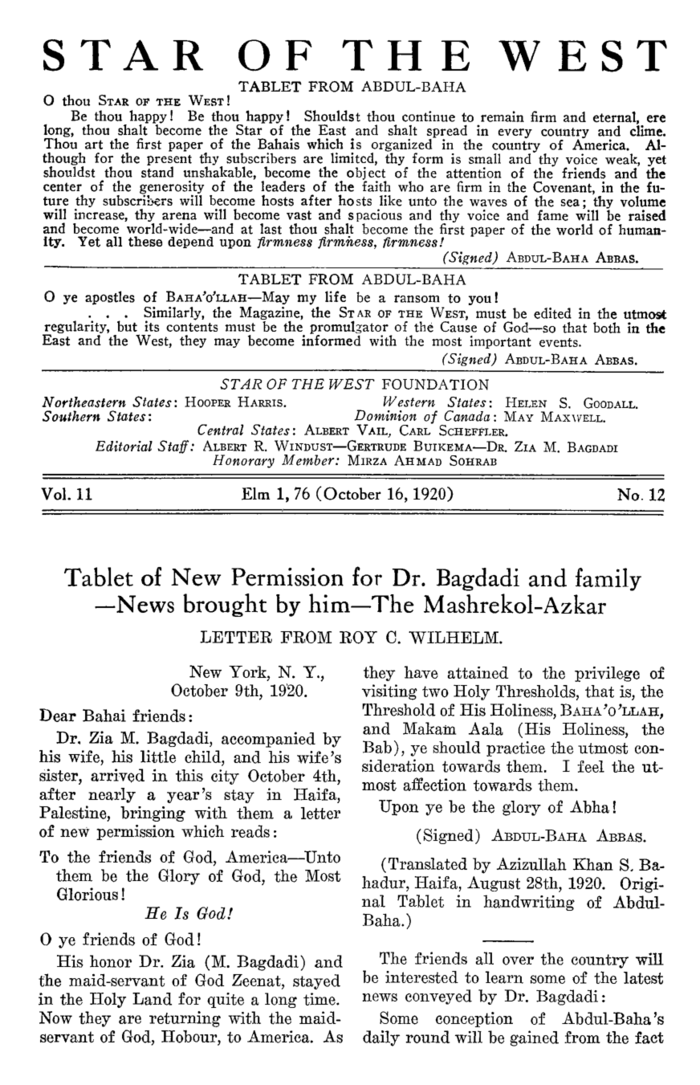 STAR OF THE WEST
TABLET FROM ABDUL-BAHA
O thou STAR OF THE WEST!
Be thou happy! Be thou happy! Shouldst thou continue to remain firm and eternal, ere
long, thou shalt become the Star of the East and shalt spread in every country and clime.
Thou art the first paper of the Bahais which is organized in the country of America. Al-
though for the present thy subscribers are limited, thy form is small and thy voice weak, yet
shouldst thou stand unshakable, become the object of the attention of the friends and the
center of the generosity of the leaders of the faith who are firm in the Covenant, in the fu-
ture thy subscribers will become hosts after hosts like unto the waves of the sea; thy volume
will increase, thy arena will become vast and spacious and thy voice and fame will be raised
and become world-wide—and at last thou shalt become the first paper of the world of human-
ity. Yet all these depend upon firmness firmness, firmness!
(Signed) ABDUL-BAHA ABBAS.
TABLET FROM ABDUL-BAHA
O ye apostles of BAHA'O'LLAH—May my life be a ransom to you!
. . . Similarly, the Magazine, the STAR OF THE WEST, must be edited in the utmost
regularity, but its contents must be the promulgator of the Cause of God—so that both in the
East and the West, they may become informed with the most important events.
(Signed) ABDUL-BAHA ABBAS.
STAR OF THE WEST FOUNDATION
Northeastern States: HOOPER HARRIS. Western States: HELEN S. GOODALL.
Southern States: Dominion of Canada: MAY MAXWELL.
Central States: ALBERT VAIL, CARL SCHEFFLER.
Editorial Staff: ALBERT R. WINDUST—GERTRUDE BUIKEMA—DR. ZIA M. BAGDADI
Honorary Member: MIRZA AHMAD SOHRAB
Vol. 11 Elm 1, 76 (October 16, 1920) No. 12
Tablet of New Permission for Dr. Bagdadi and family
—News brought by him—The Mashrekol-Azkar
LETTER FROM ROY C. WILHELM.
New York, N. Y.,
October 9th, 1920.
Dear Bahai friends:
Dr. Zia M. Bagdadi, accompanied by
his wife, his little child, and his wife's
sister, arrived in this city October 4th,
after nearly a year's stay in Haifa,
Palestine, bringing with them a letter
of new permission which reads:
To the friends of God, America—Unto
them be the Glory of God, the Most
Glorious!
He Is God!
O ye friends of God!
His honor Dr. Zia (M. Bagdadi) and
the maid-servant of God Zeenat, stayed
in the Holy Land for quite a long time.
Now they are returning with the maid-
servant of God, Hobour, to America. As
they have attained to the privilege of
visiting two Holy Thresholds, that is, the
Threshold of His Holiness, BAHA'O'LLAH,
and Makam Aala (His Holiness, the
Bab), ye should practice the utmost con-
sideration towards them. I feel the ut-
most affection towards them.
Upon ye be the glory of Abha!
(Signed) ABDUL-BAHA ABBAS.
(Translated by Azizullah Khan S. Ba-
hadur, Haifa, August 28th, 1920. Origi-
nal Tablet in handwriting of Abdul-
Baha.)
The friends all over the country will
be interested to learn some of the latest
news conveyed by Dr. Bagdadi:
Some conception of Abdul-Baha's
daily round will be gained from the fact